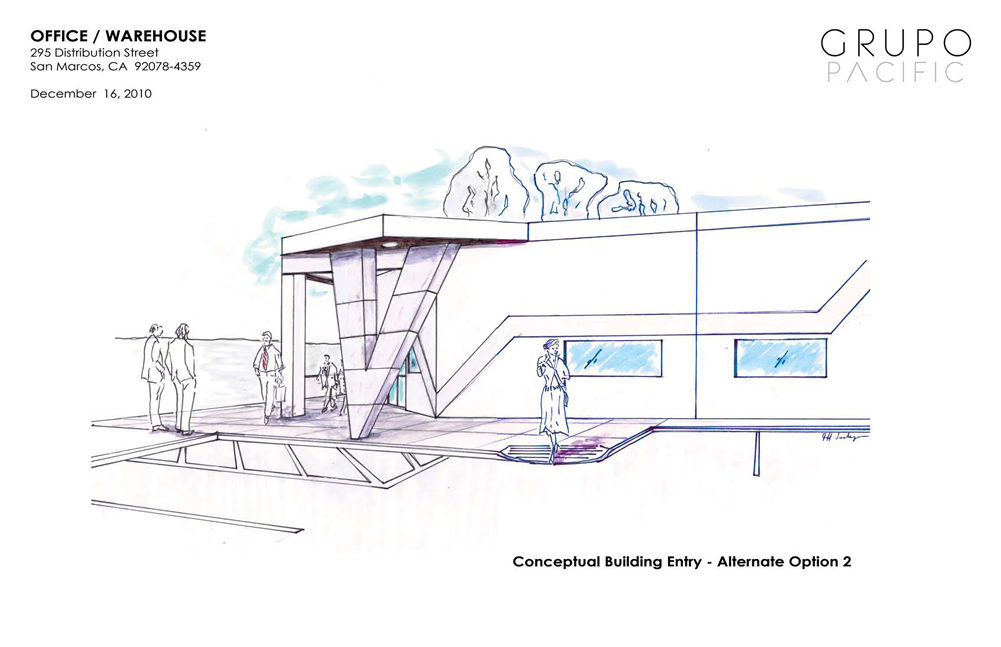 OFFICE / WAREHOUSE
295 Distribution Street
San Marcos, CA 92078-4359
December 16, 2010
GRUPO
PACIFIC
Conceptual Building Entry - Alternate Option 2